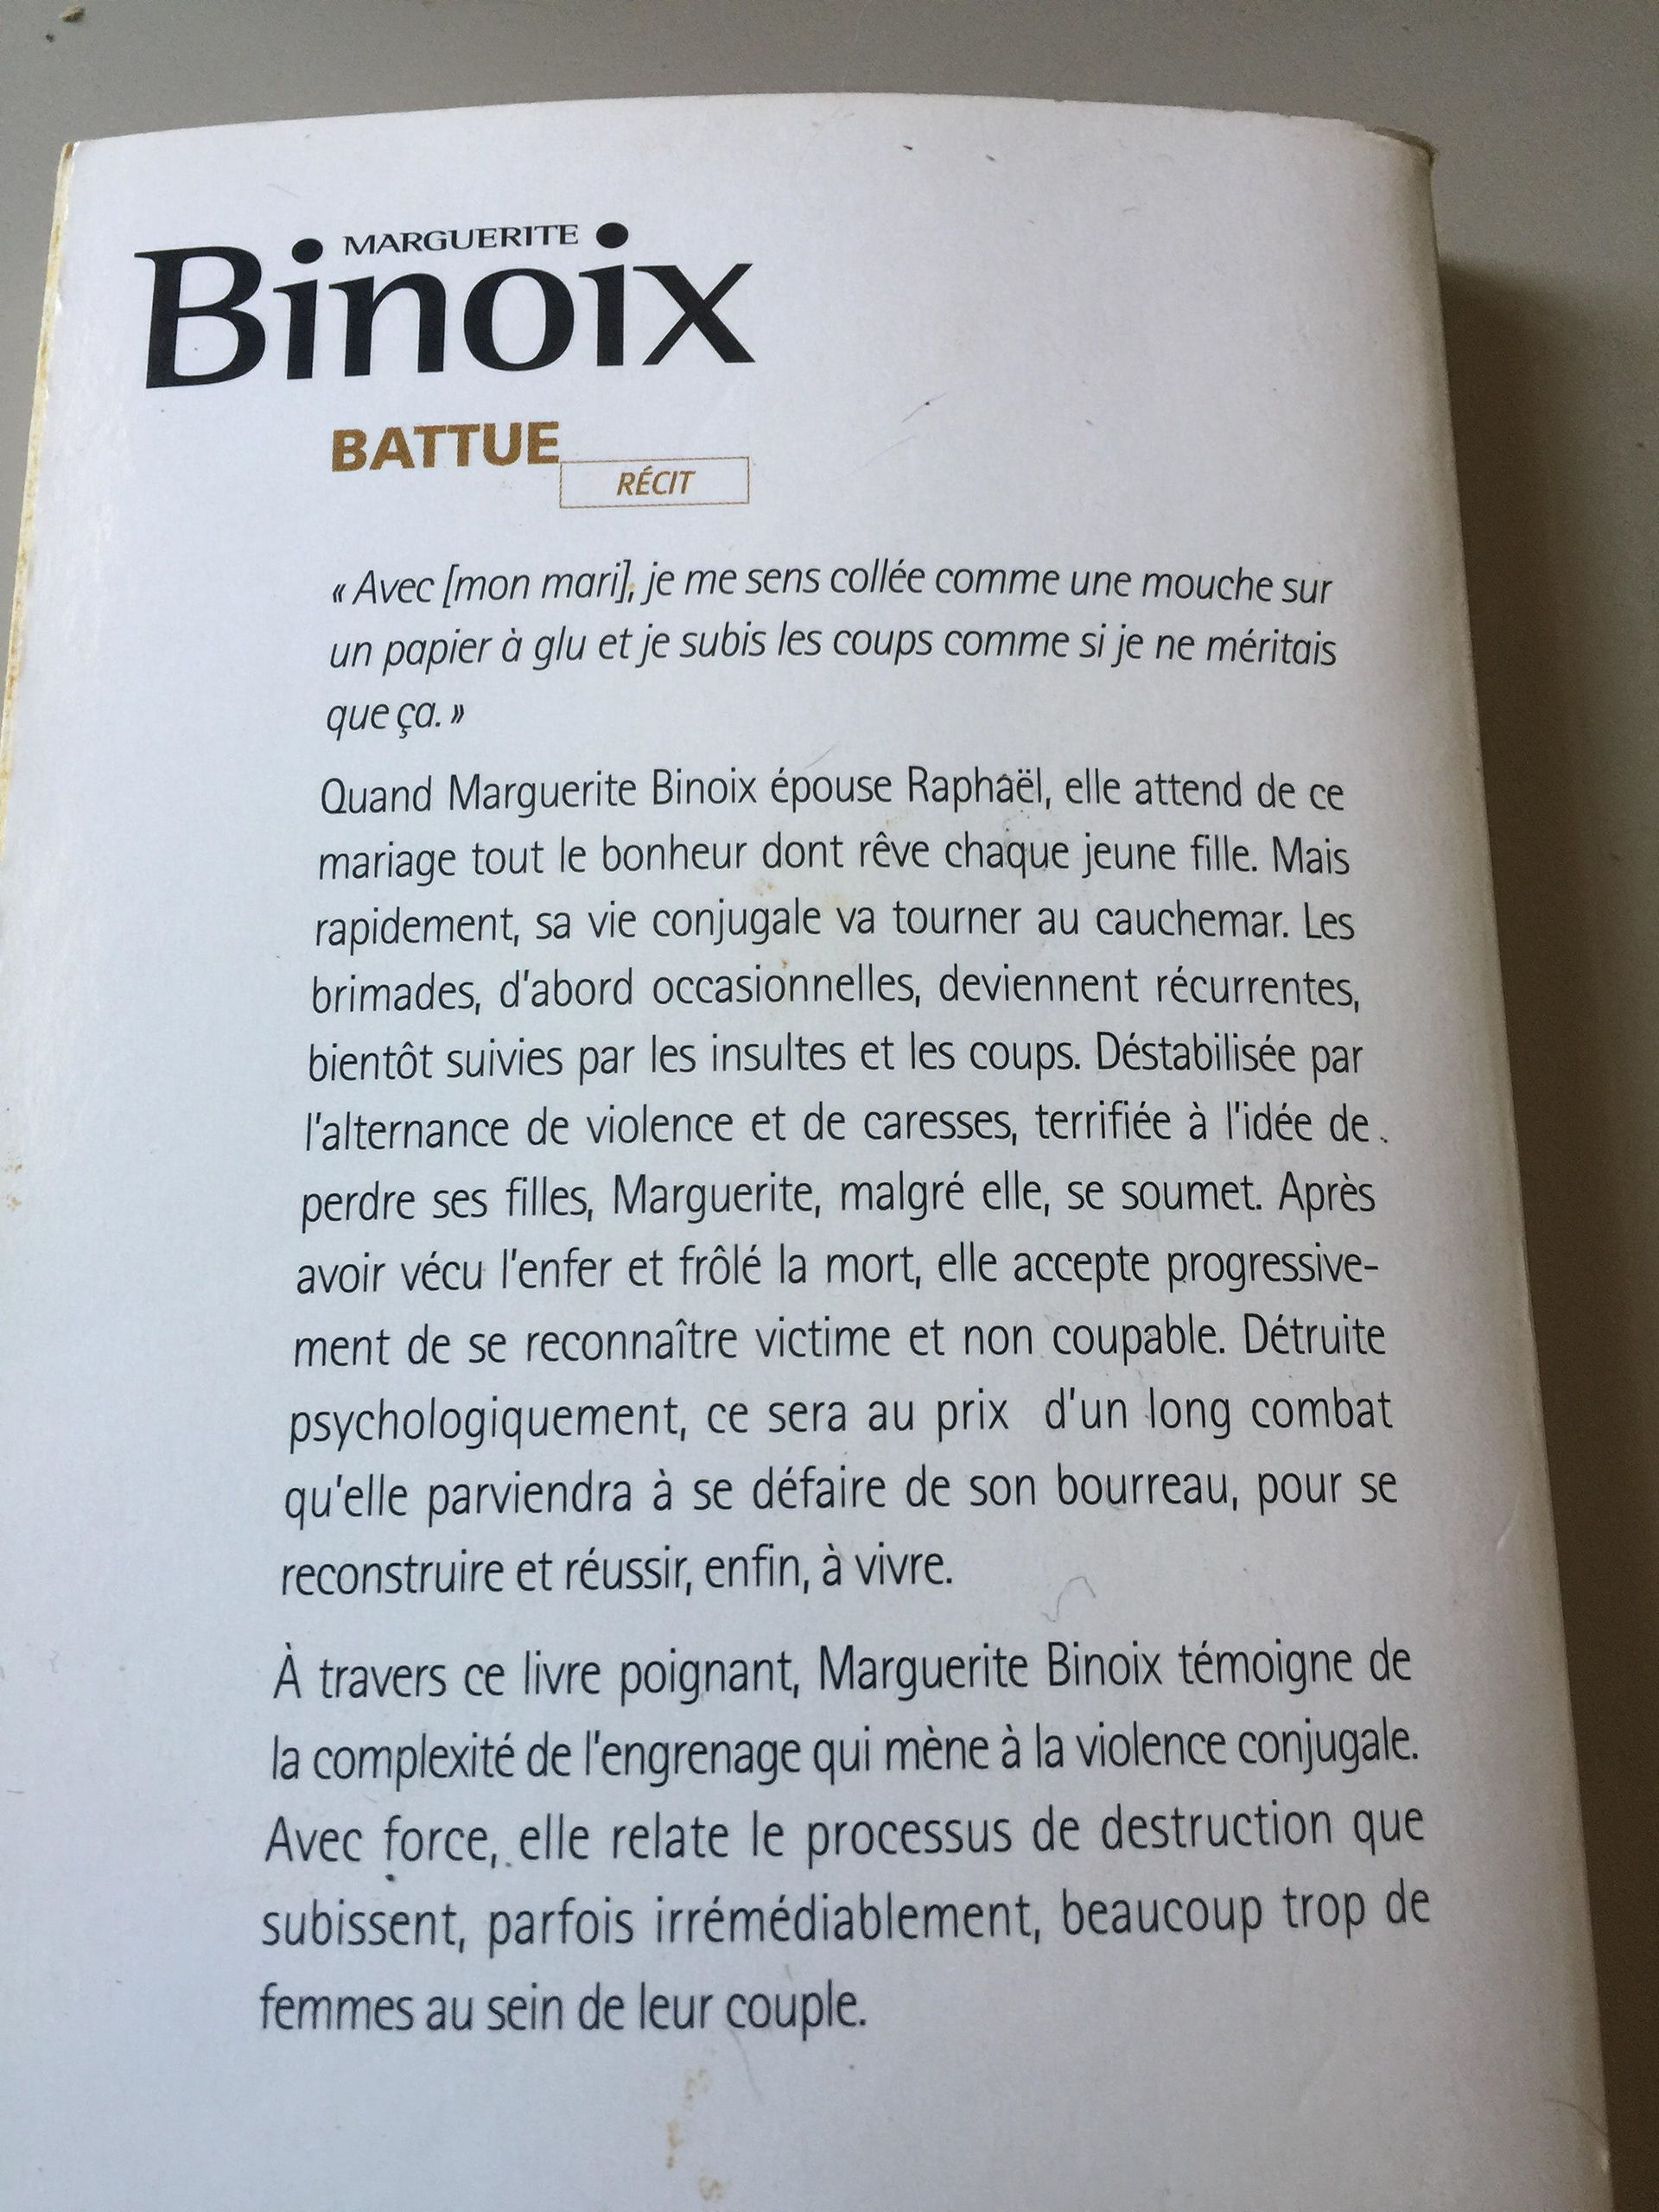 MARGUERITE
Binoix
BATTUE
RÉCIT
« Avec [mon mari], je me sens collée comme une mouche sur
un papier à glu et je subis les coups comme si je ne méritais
que ça. »
Quand Marguerite Binoix épouse Raphaël, elle attend de ce
mariage tout le bonheur dont rêve chaque jeune fille. Mais
rapidement, sa vie conjugale va tourner au cauchemar. Les
brimades, d'abord occasionnelles, deviennent récurrentes,
bientôt suivies par les insultes et les coups. Déstabilisée par
l'alternance de violence et de caresses, terrifiée à l'idée de
perdre ses filles, Marguerite, malgré elle, se soumet. Après
avoir vécu l'enfer et frôlé la mort, elle accepte progressive-
ment de se reconnaître victime et non coupable. Détruite
psychologiquement, ce sera au prix d'un long combat
qu'elle parviendra à se défaire de son bourreau, pour se
reconstruire et réussir, enfin, à vivre.
À travers ce livre poignant, Marguerite Binoix témoigne de
la complexité de l'engrenage qui mène à la violence conjugale.
Avec force, elle relate le processus de destruction que
subissent, parfois irrémédiablement, beaucoup trop de
femmes au sein de leur couple.